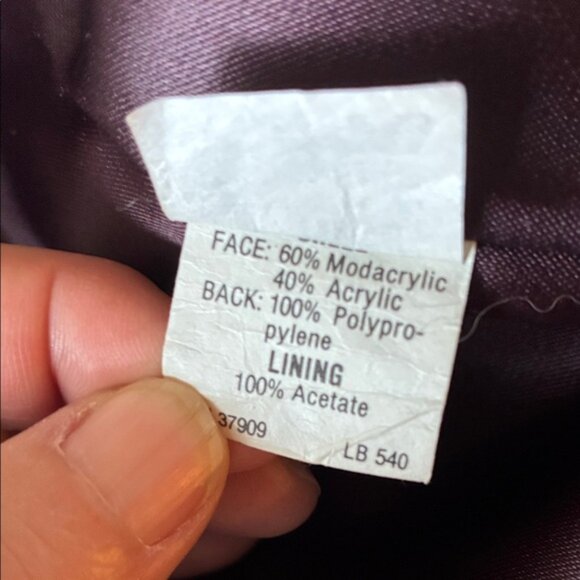 FACE: 60% Modacrylic
40% Acrylic
BACK: 100% Polypro-
pylene
LINING
100% Acetate
37909 LB 540